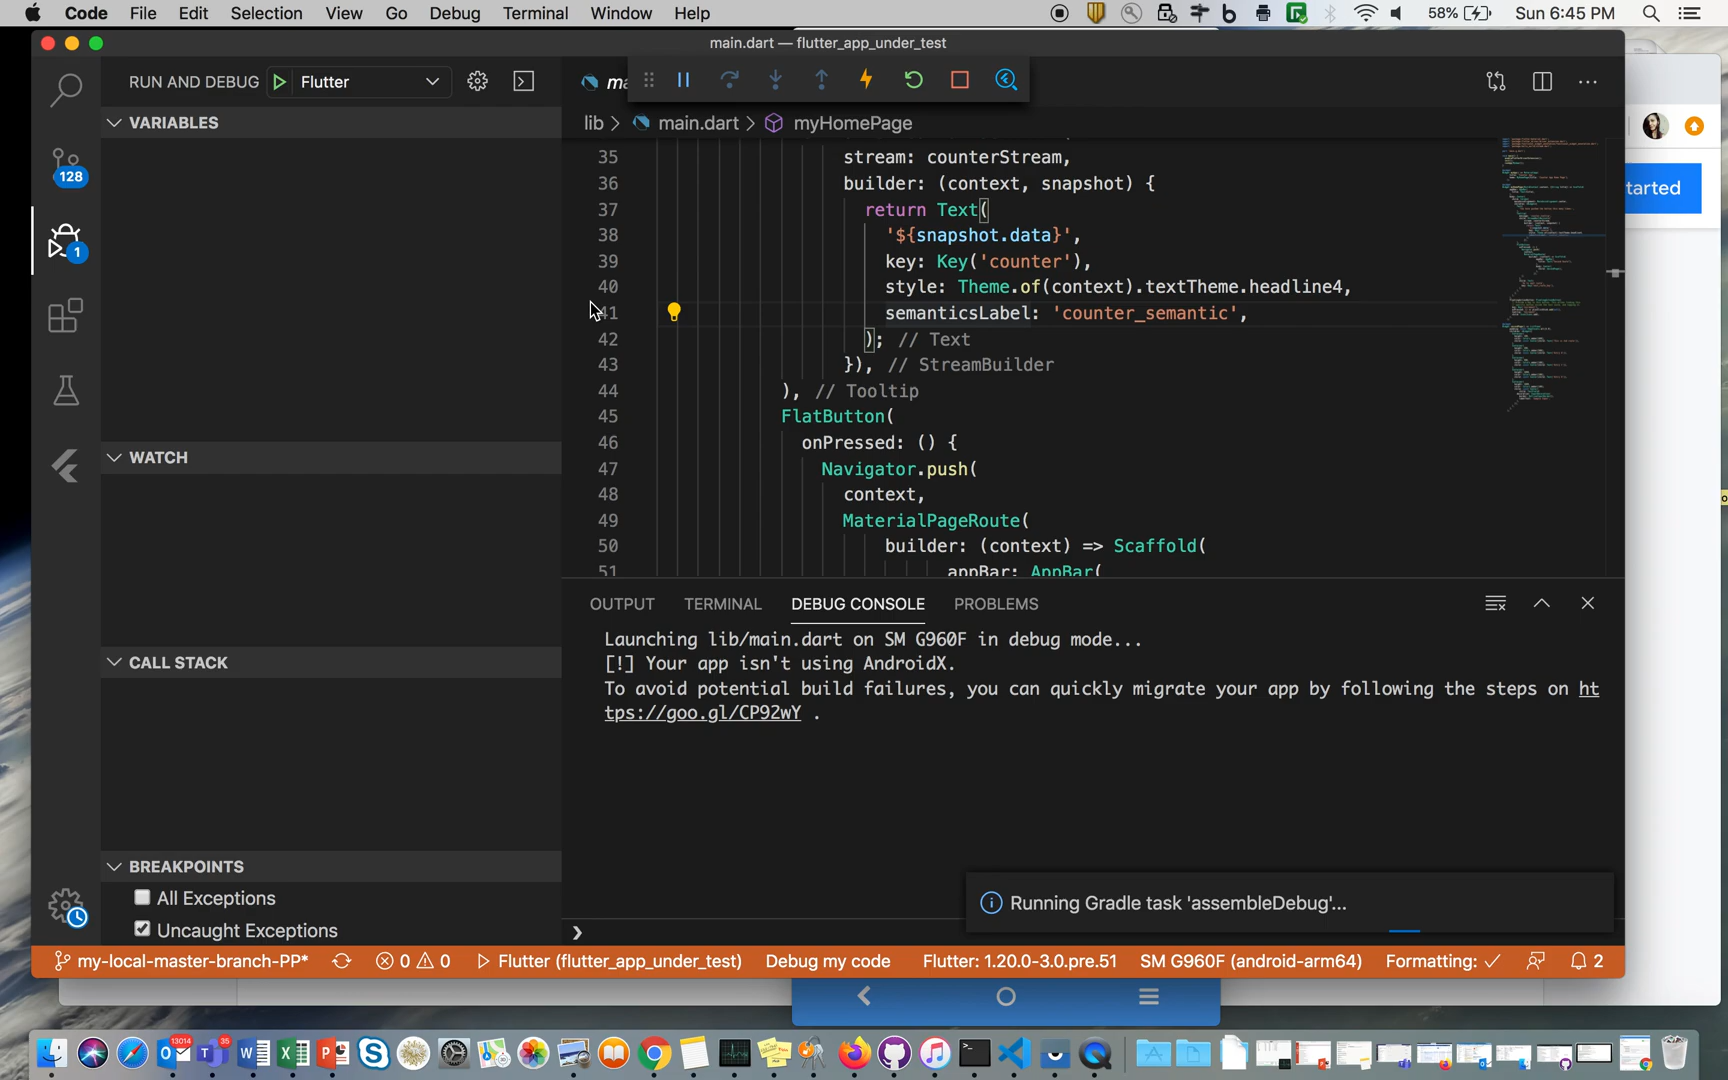 Code File Edit Selection View Go Debug Terminal Window Help 58% Sun 6:45 PM
main.dart — flutter_app_under_test
RUN AND DEBUG Flutter
VARIABLES
lib > main.dart > myHomePage
35 stream: counterStream,
36 builder: (context, snapshot) {
37 return Text(
38 '${snapshot.data}',
39 key: Key('counter'),
40 style: Theme.of(context).textTheme.headline4,
41 semanticsLabel: 'counter_semantic',
42 ); // Text
43 }), // StreamBuilder
44 ), // Tooltip
45 FlatButton(
46 onPressed: () {
47 Navigator.push(
48 context,
49 MaterialPageRoute(
50 builder: (context) => Scaffold(
51 appBar: AppBar(
128
1
tarted
WATCH
CALL STACK
BREAKPOINTS
All Exceptions
Uncaught Exceptions
OUTPUT TERMINAL DEBUG CONSOLE PROBLEMS
Launching lib/main.dart on SM G960F in debug mode...
[!] Your app isn't using AndroidX.
To avoid potential build failures, you can quickly migrate your app by following the steps on ht
tps://goo.gl/CP92wY .
Running Gradle task 'assembleDebug'...
my-local-master-branch-PP* 0 0 Flutter (flutter_app_under_test) Debug my code Flutter: 1.20.0-3.0.pre.51 SM G960F (android-arm64) Formatting: ✓ 2
13014 35